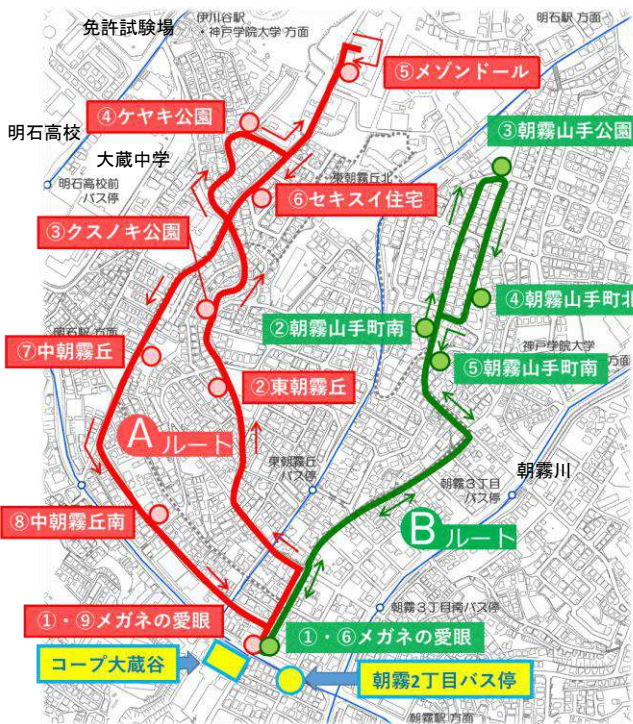 免許試験場
伊川谷駅
・神戸学院大学 方面
明石駅 方面
⑤メゾンドール
④ケヤキ公園
③朝霧山手公園
明石高校
大蔵中学
東朝霧丘北
明石高校前
バス停
⑥セキスイ住宅
③クスノキ公園
④朝霧山手町北
②朝霧山手町南
明石駅 方面
神戸学院大学
方面
⑦中朝霧丘
⑤朝霧山手町南
②東朝霧丘
Aルート
東朝霧丘
バス停
朝霧3丁目
バス停
朝霧川
⑧中朝霧丘南
Bルート
朝霧3丁目南バス停
①・⑨メガネの愛眼
①・⑥メガネの愛眼
コープ大蔵谷
朝霧2丁目バス停
朝霧駅 方面